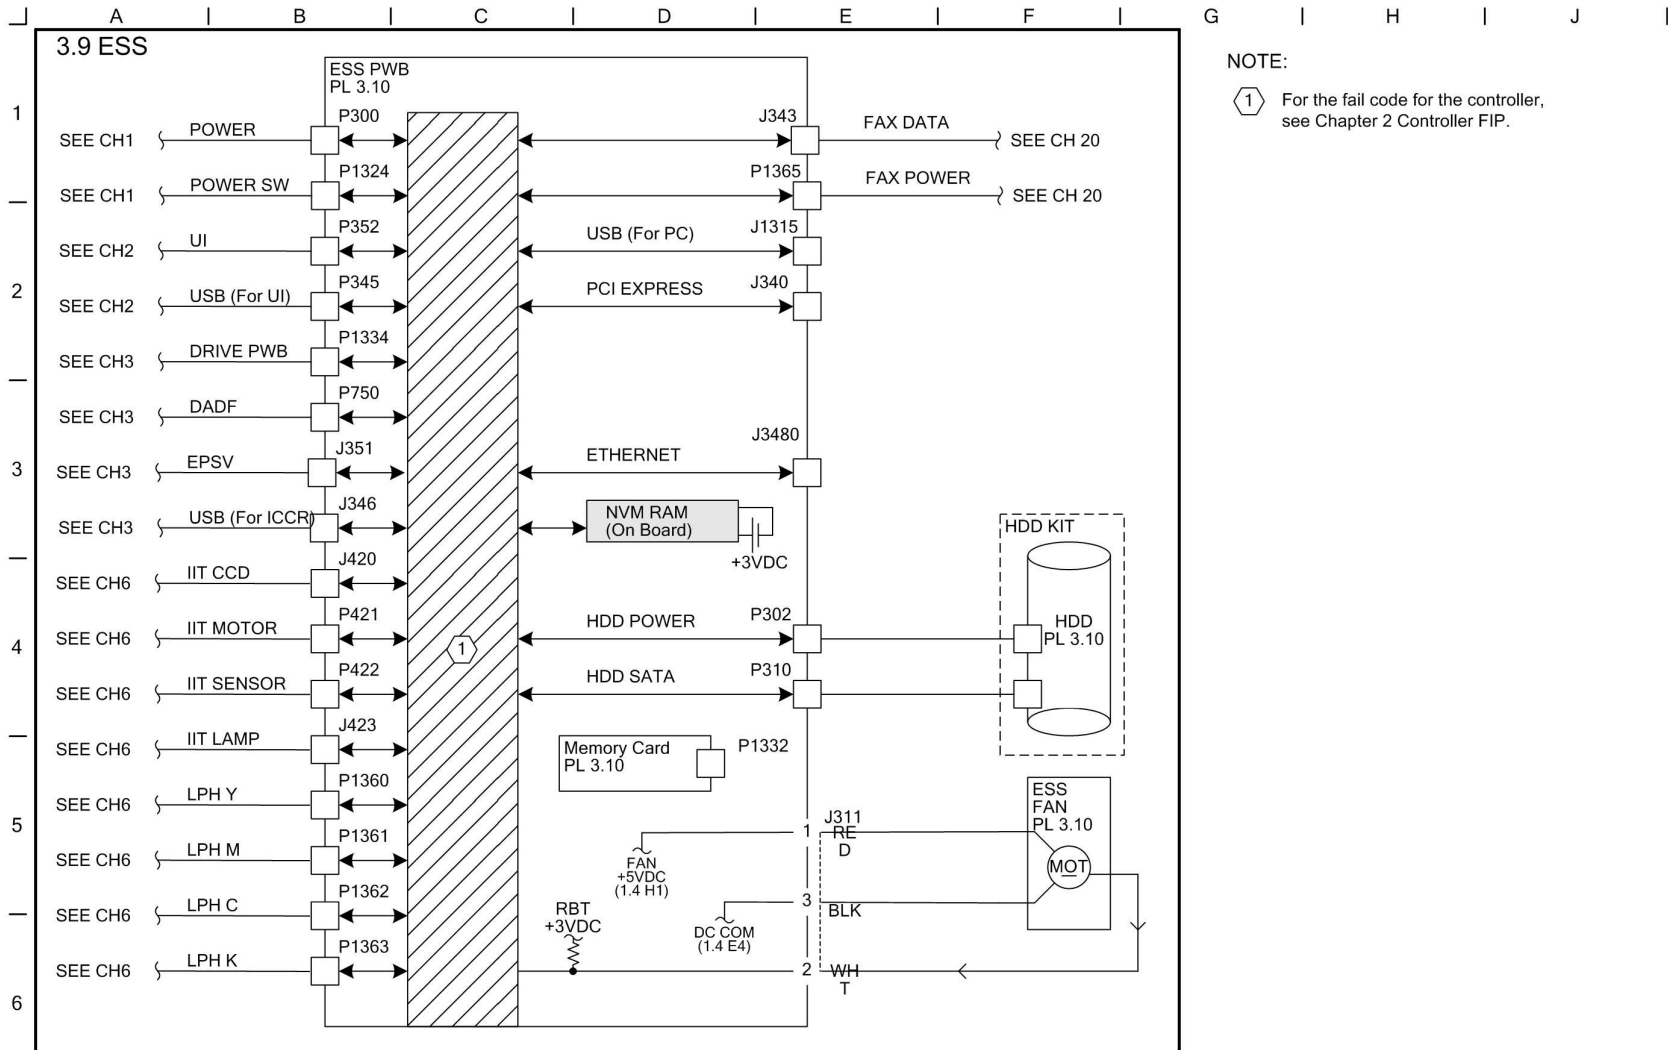 A B C D E F G H J
3.9 ESS
NOTE:
1 For the fail code for the controller,
see Chapter 2 Controller FIP.
ESS PWB
PL 3.10
1
SEE CH1 POWER P300 J343 FAX DATA SEE CH 20
SEE CH1 POWER SW P1324 P1365 FAX POWER SEE CH 20
SEE CH2 UI P352 USB (For PC) J1315
2
SEE CH2 USB (For UI) P345 PCI EXPRESS J340
SEE CH3 DRIVE PWB P1334
SEE CH3 DADF P750
3
SEE CH3 EPSV J351 ETHERNET J3480
SEE CH3 USB (For ICCR) J346
NVM RAM
(On Board)
+3VDC
HDD KIT
HDD
PL 3.10
SEE CH6 IIT CCD J420
4
SEE CH6 IIT MOTOR P421 HDD POWER P302
1
SEE CH6 IIT SENSOR P422 HDD SATA P310
SEE CH6 IIT LAMP J423
Memory Card
PL 3.10
P1332
5
SEE CH6 LPH Y P1360
ESS
FAN
PL 3.10
MOT
SEE CH6 LPH M P1361
FAN
+5VDC
(1.4 H1)
1
J311
RE
D
SEE CH6 LPH C P1362
RBT
+3VDC
DC COM
(1.4 E4)
3
BLK
SEE CH6 LPH K P1363
2
WH
T
6